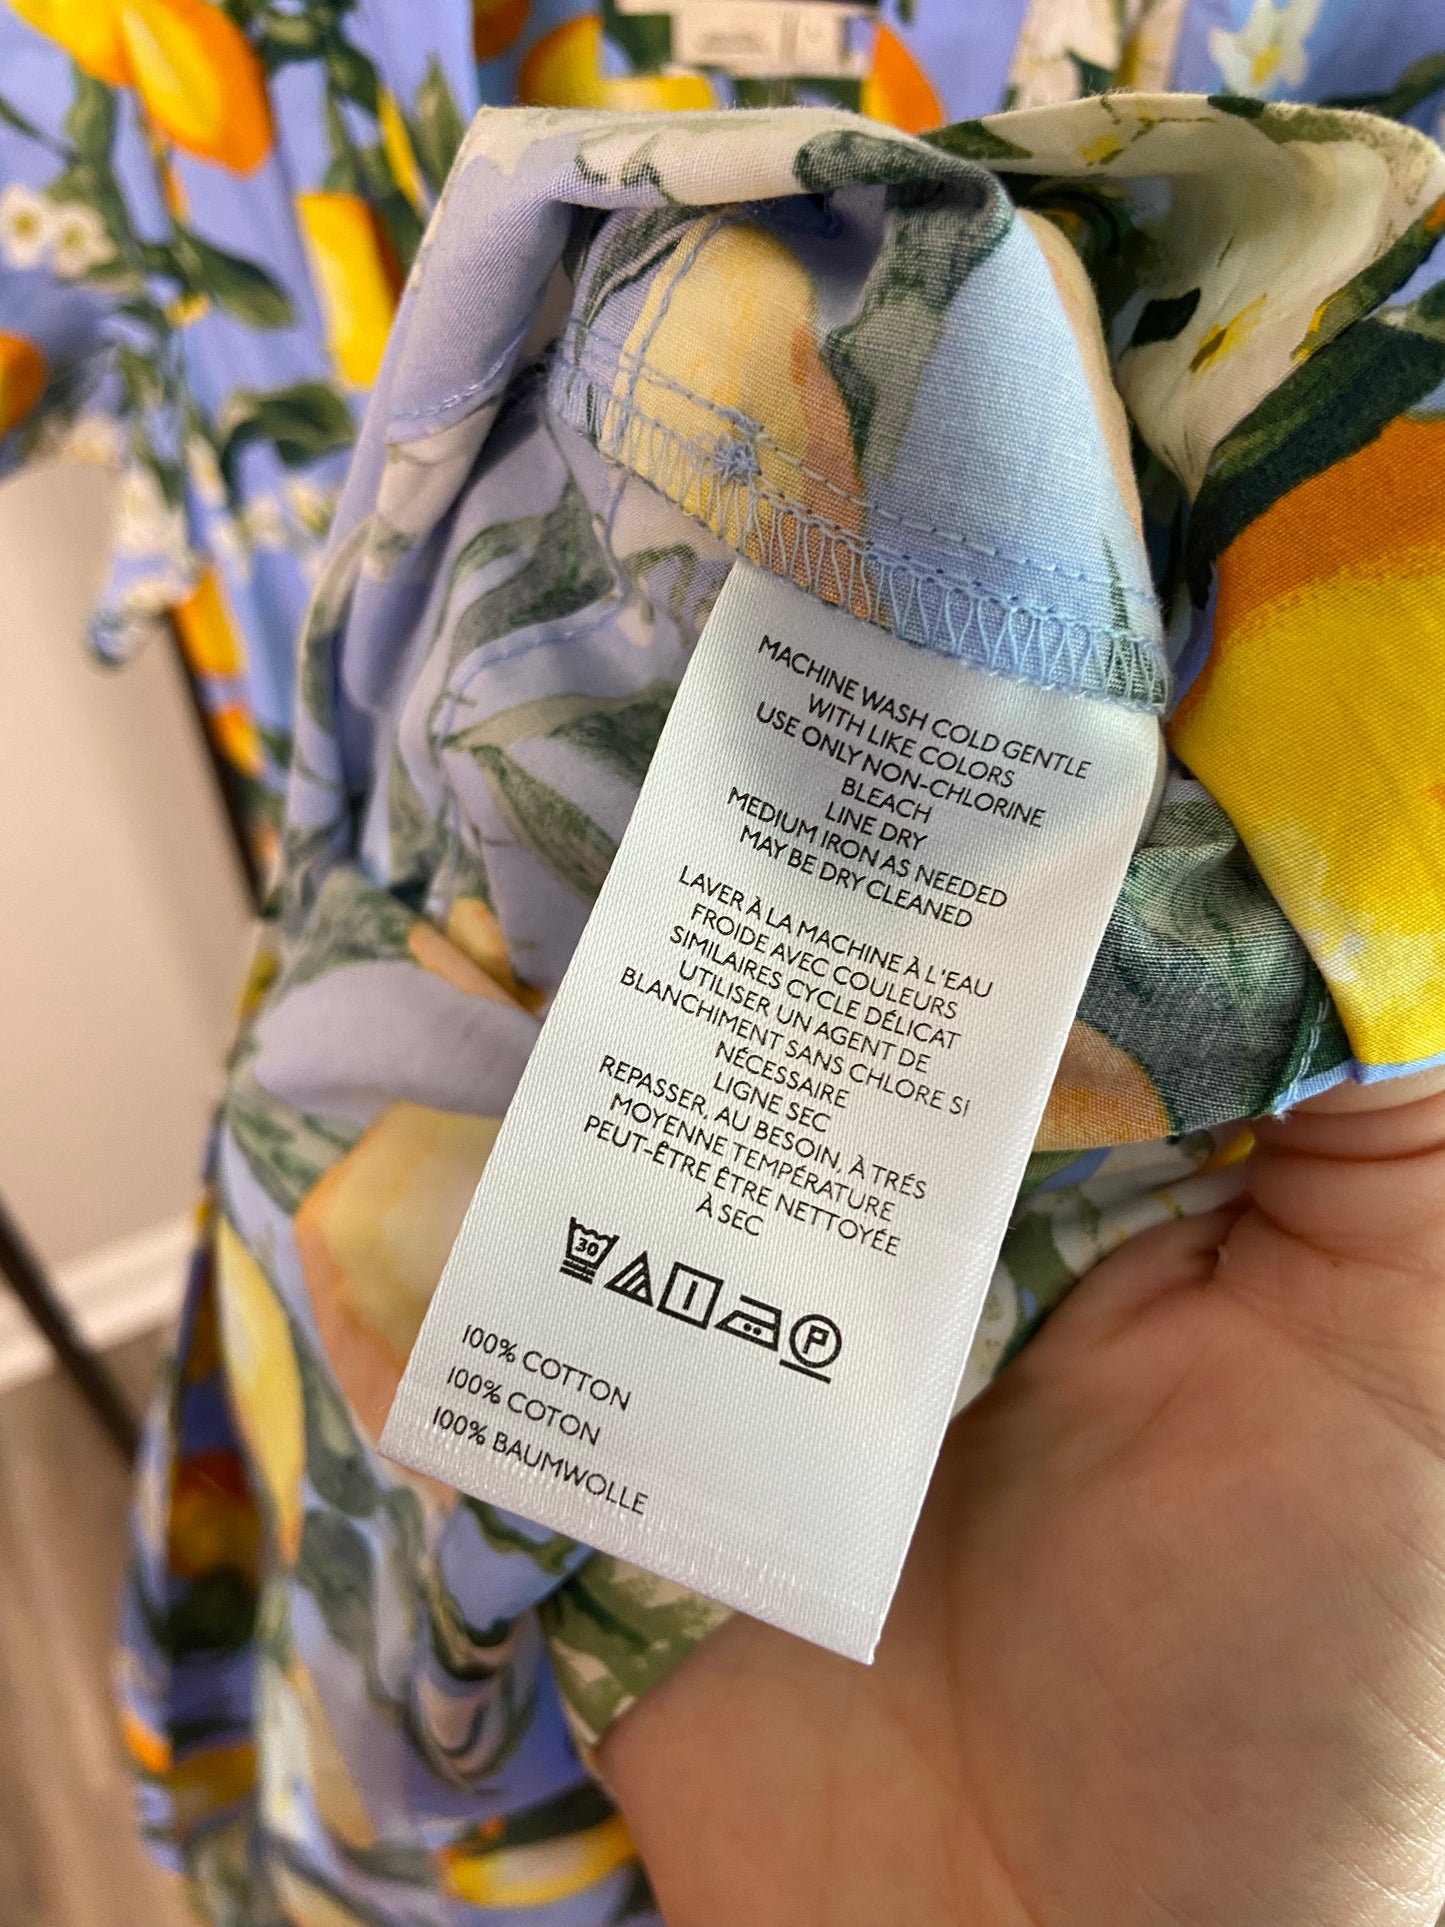 MACHINE WASH COLD GENTLE
WITH LIKE COLORS
USE ONLY NON-CHLORINE
BLEACH
LINE DRY
MEDIUM IRON AS NEEDED
MAY BE DRY CLEANED
LAVER À LA MACHINE À L'EAU
FROIDE AVEC COULEURS
SIMILAIRES CYCLE DÉLICAT
UTILISER UN AGENT DE
BLANCHIMENT SANS CHLORE SI
NÉCESSAIRE
LIGNE SEC
REPASSER, AU BESOIN, À TRÉS
MOYENNE TEMPÉRATURE
PEUT-ÊTRE ÊTRE NETTOYÉE
À SEC
30 P
100% COTTON
100% COTON
100% BAUMWOLLE